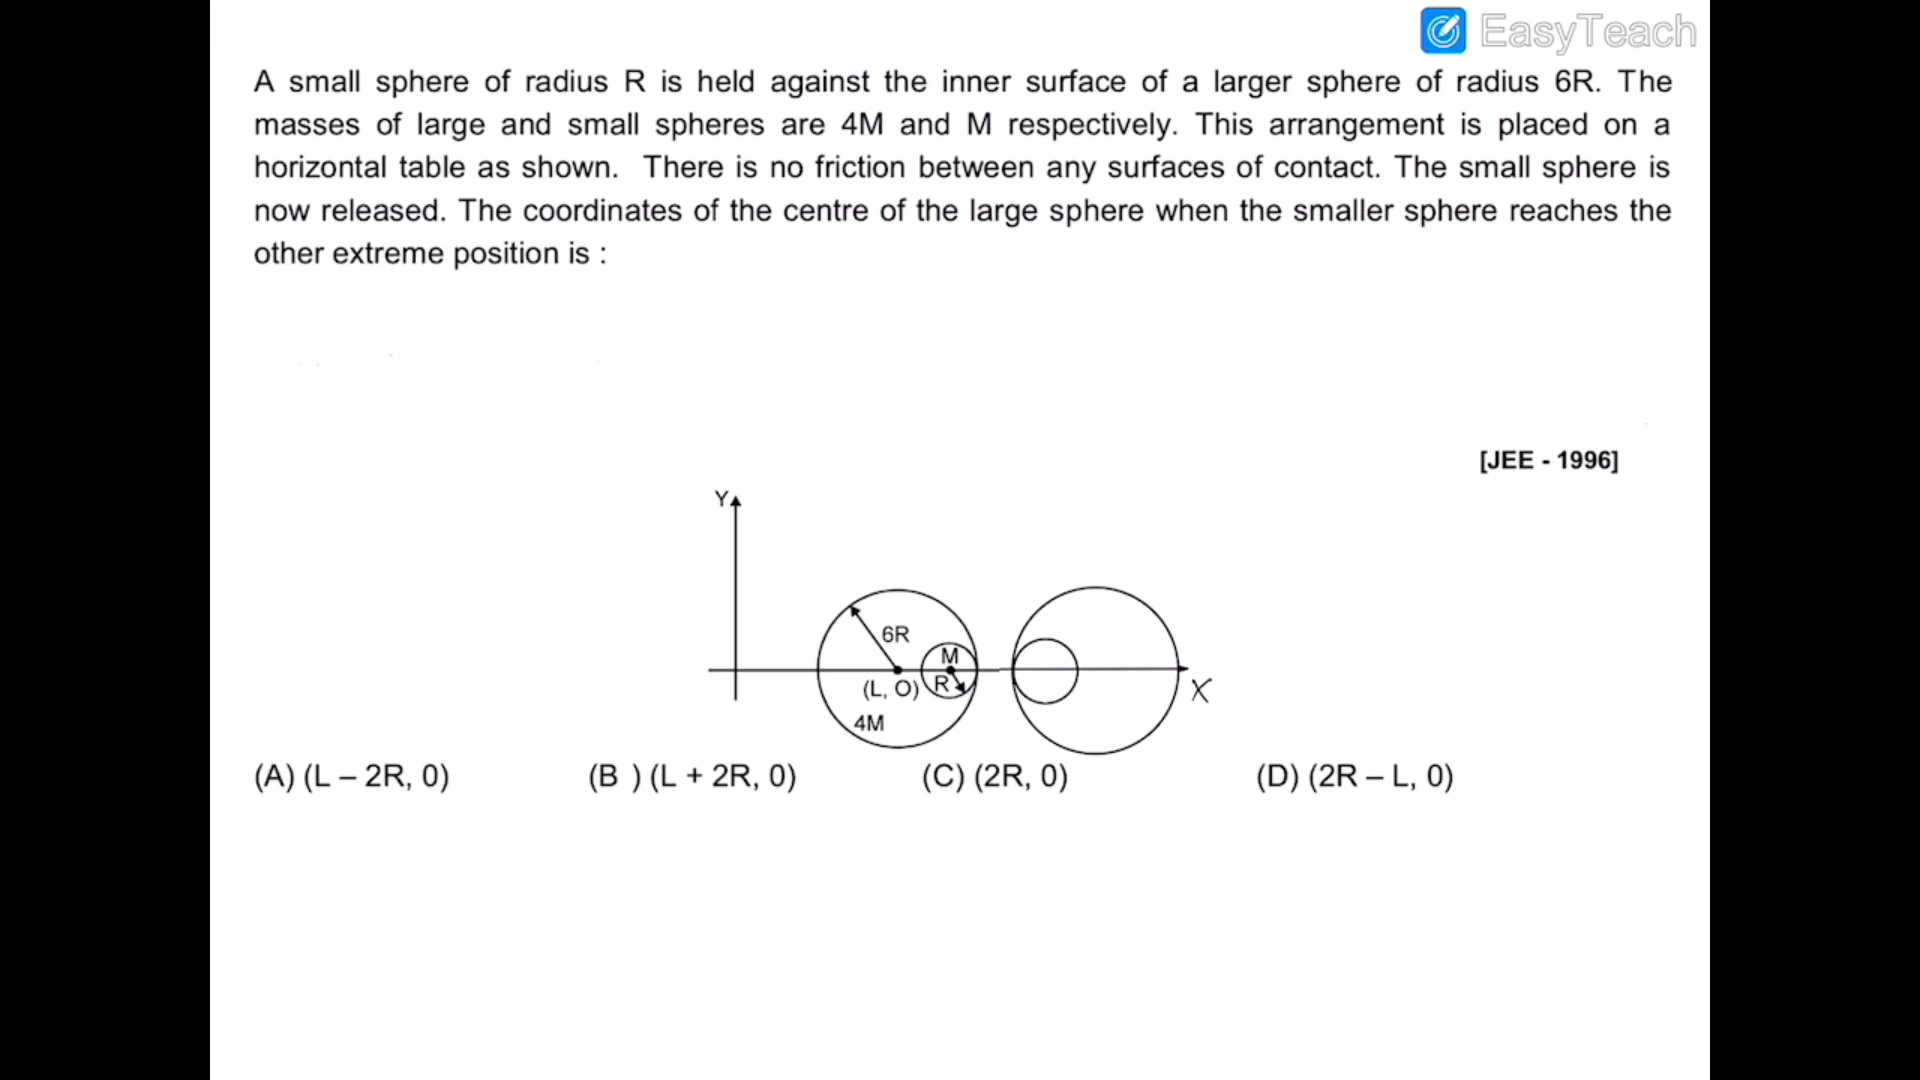 EasyTeach
A small sphere of radius R is held against the inner surface of a larger sphere of radius 6R. The
masses of large and small spheres are 4M and M respectively. This arrangement is placed on a
horizontal table as shown. There is no friction between any surfaces of contact. The small sphere is
now released. The coordinates of the centre of the large sphere when the smaller sphere reaches the
other extreme position is :
[JEE - 1996]
Y
6R
M
(L, O)
R
X
4M
(A) (L – 2R, 0)
(B ) (L + 2R, 0)
(C) (2R, 0)
(D) (2R – L, 0)